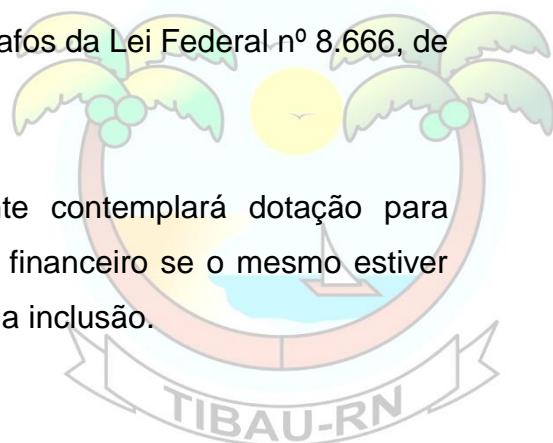 afos da Lei Federal nº 8.666, de
te contemplará dotação para
financeiro se o mesmo estiver
a inclusão.
TIBAU-RN